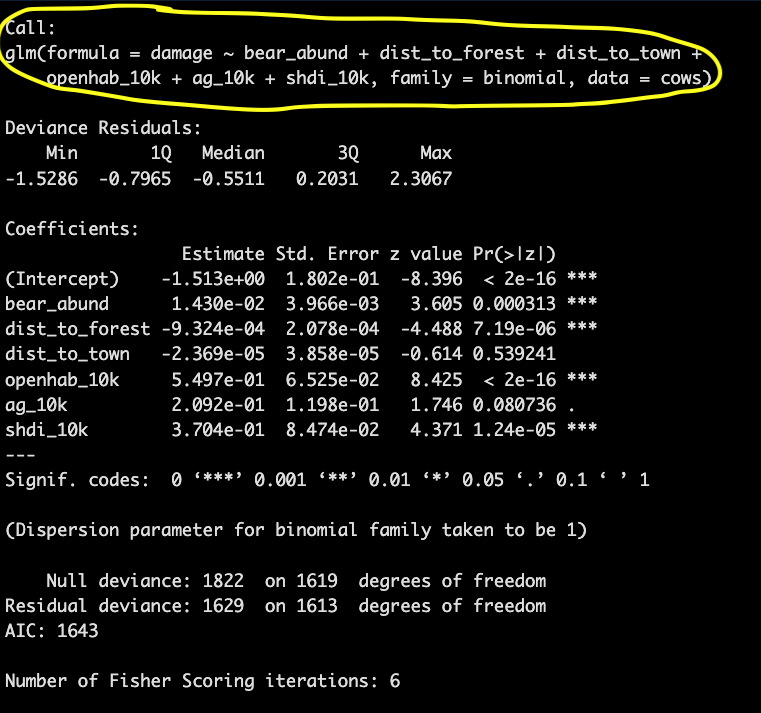 Call:
glm(formula = damage ~ bear_abund + dist_to_forest + dist_to_town +
    openhab_10k + ag_10k + shdi_10k, family = binomial, data = cows)
Deviance Residuals:
    Min      1Q  Median      3Q     Max
-1.5286 -0.7965 -0.5511  0.2031  2.3067
Coefficients:
                 Estimate Std. Error z value Pr(>|z|)
(Intercept)    -1.513e+00  1.802e-01  -8.396  < 2e-16 ***
bear_abund      1.430e-02  3.966e-03   3.605 0.000313 ***
dist_to_forest -9.324e-04  2.078e-04  -4.488 7.19e-06 ***
dist_to_town   -2.369e-05  3.858e-05  -0.614 0.539241
openhab_10k     5.497e-01  6.525e-02   8.425  < 2e-16 ***
ag_10k          2.092e-01  1.198e-01   1.746 0.080736 .
shdi_10k        3.704e-01  8.474e-02   4.371 1.24e-05 ***
---
Signif. codes:  0 ‘***’ 0.001 ‘**’ 0.01 ‘*’ 0.05 ‘.’ 0.1 ‘ ’ 1
(Dispersion parameter for binomial family taken to be 1)
    Null deviance: 1822  on 1619  degrees of freedom
Residual deviance: 1629  on 1613  degrees of freedom
AIC: 1643
Number of Fisher Scoring iterations: 6